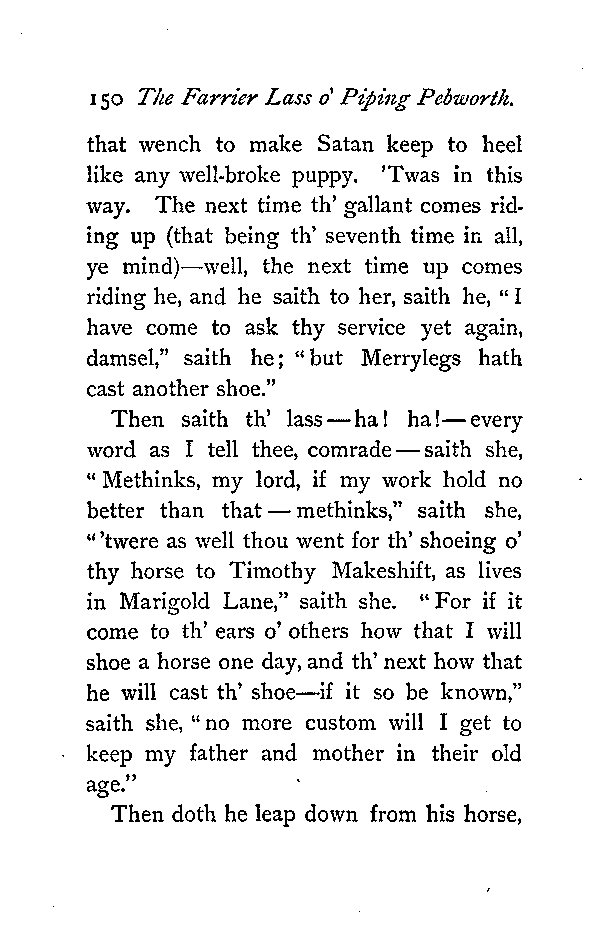 150 The Farrier Lass o' Piping Pebworth.
that wench to make Satan keep to heel
like any well-broke puppy. 'Twas in this
way. The next time th' gallant comes rid-
ing up (that being th' seventh time in all,
ye mind)—well, the next time up comes
riding he, and he saith to her, saith he, "I
have come to ask thy service yet again,
damsel," saith he; "but Merrylegs hath
cast another shoe."
Then saith th' lass—ha! ha!—every
word as I tell thee, comrade—saith she,
"Methinks, my lord, if my work hold no
better than that—methinks," saith she,
"'twere as well thou went for th' shoeing o'
thy horse to Timothy Makeshift, as lives
in Marigold Lane," saith she. "For if it
come to th' ears o' others how that I will
shoe a horse one day, and th' next how that
he will cast th' shoe—if it so be known,"
saith she, "no more custom will I get to
keep my father and mother in their old
age."
Then doth he leap down from his horse,